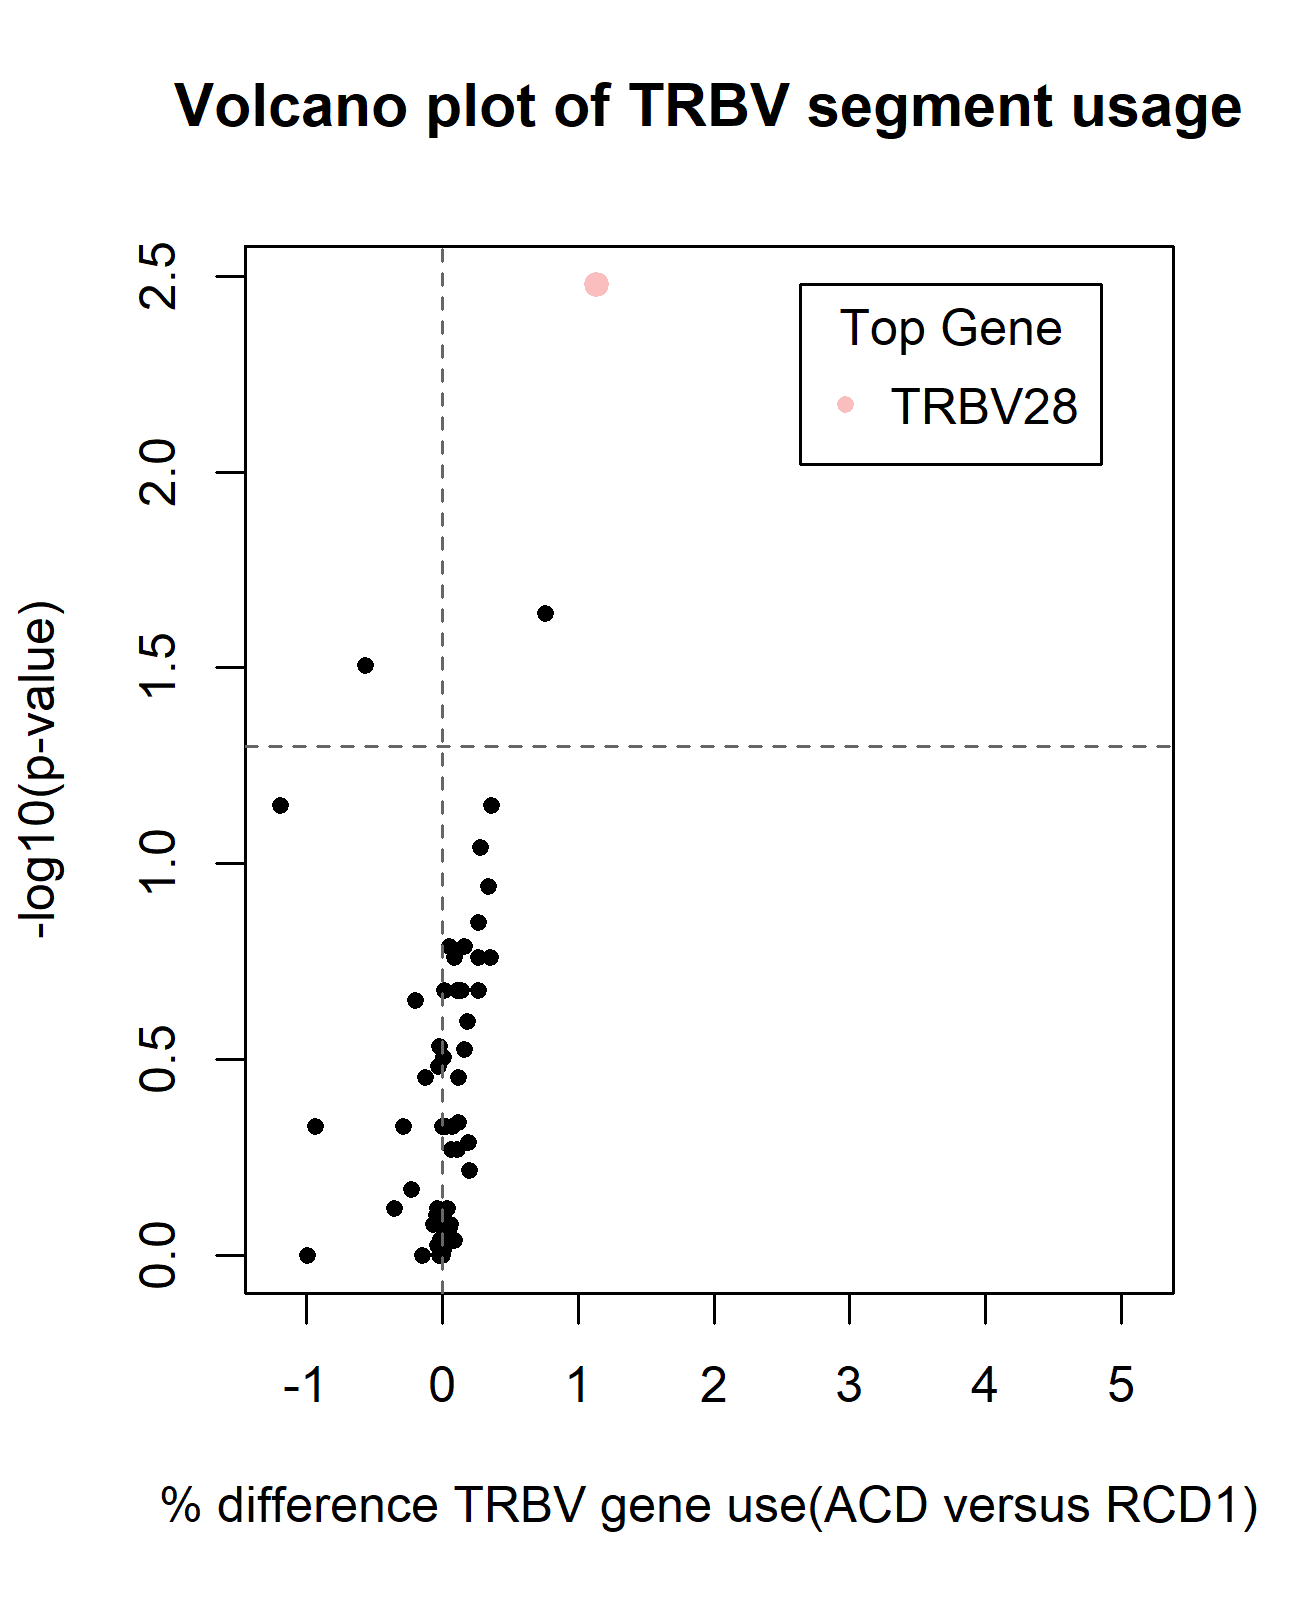 Volcano plot of TRBV segment usage
2.5
2.0
1.5
1.0
0.5
0.0
-log10(p-value)
Top Gene
TRBV28
-1 0 1 2 3 4 5
% difference TRBV gene use(ACD versus RCD1)